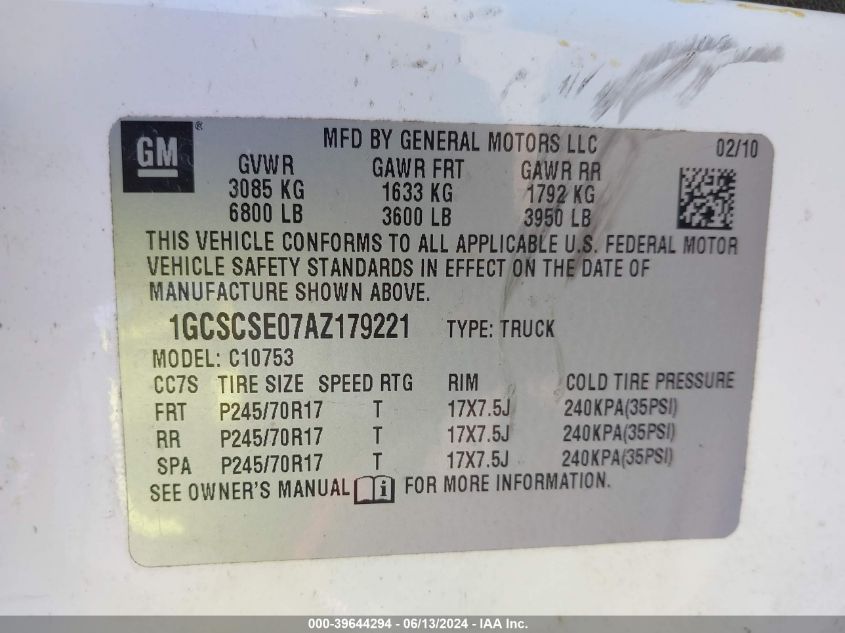 GM® MFD BY GENERAL MOTORS LLC 02/10
GVWR GAWR FRT GAWR RR
3085 KG 1633 KG 1792 KG
6800 LB 3600 LB 3950 LB
THIS VEHICLE CONFORMS TO ALL APPLICABLE U.S. FEDERAL MOTOR
VEHICLE SAFETY STANDARDS IN EFFECT ON THE DATE OF
MANUFACTURE SHOWN ABOVE.
1GCSCSE07AZ179221 TYPE: TRUCK
MODEL: C10753
CC7S TIRE SIZE SPEED RTG RIM COLD TIRE PRESSURE
FRT P245/70R17 T 17X7.5J 240KPA(35PSI)
RR P245/70R17 T 17X7.5J 240KPA(35PSI)
SPA P245/70R17 T 17X7.5J 240KPA(35PSI)
SEE OWNER'S MANUAL i FOR MORE INFORMATION.
000-39644294 - 06/13/2024 - IAA Inc.